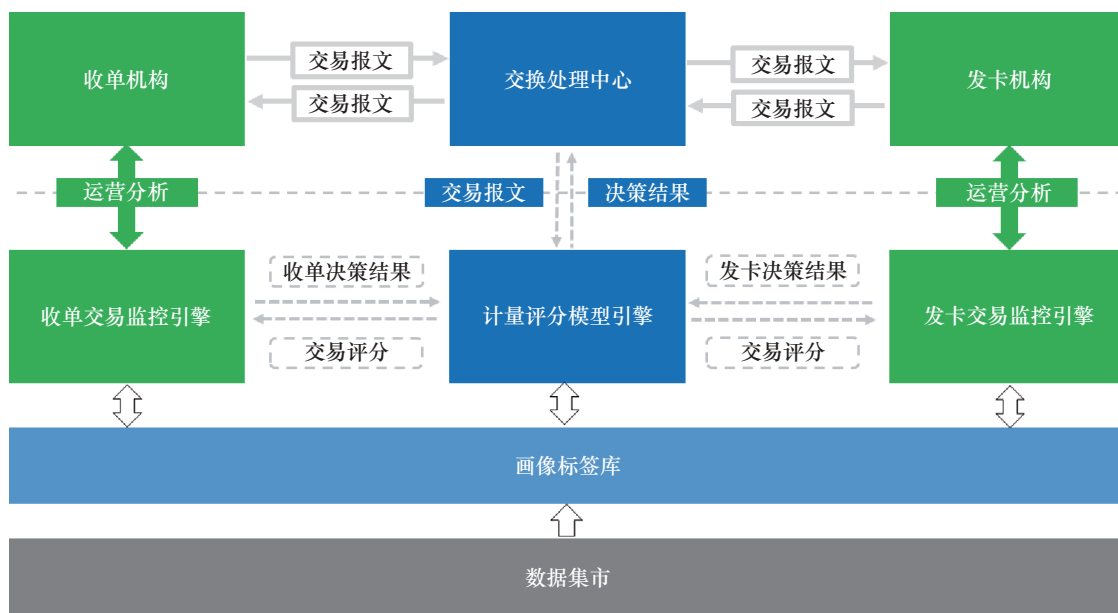 收单机构
交易报文
交易报文
交换处理中心
交易报文
交易报文
发卡机构
运营分析
交易报文
决策结果
运营分析
收单交易监控引擎
收单决策结果
交易评分
计量评分模型引擎
发卡决策结果
交易评分
发卡交易监控引擎
画像标签库
数据集市